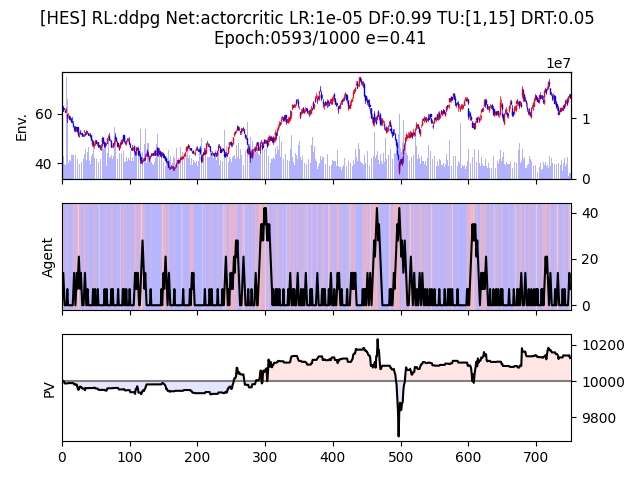 [HES] RL:ddpg Net:actorcritic LR:1e-05 DF:0.99 TU:[1,15] DRT:0.05
Epoch:0593/1000 e=0.41
1e7
Env.
60
40
1
0
Agent
40
20
0
PV
10200
10000
9800
0 100 200 300 400 500 600 700